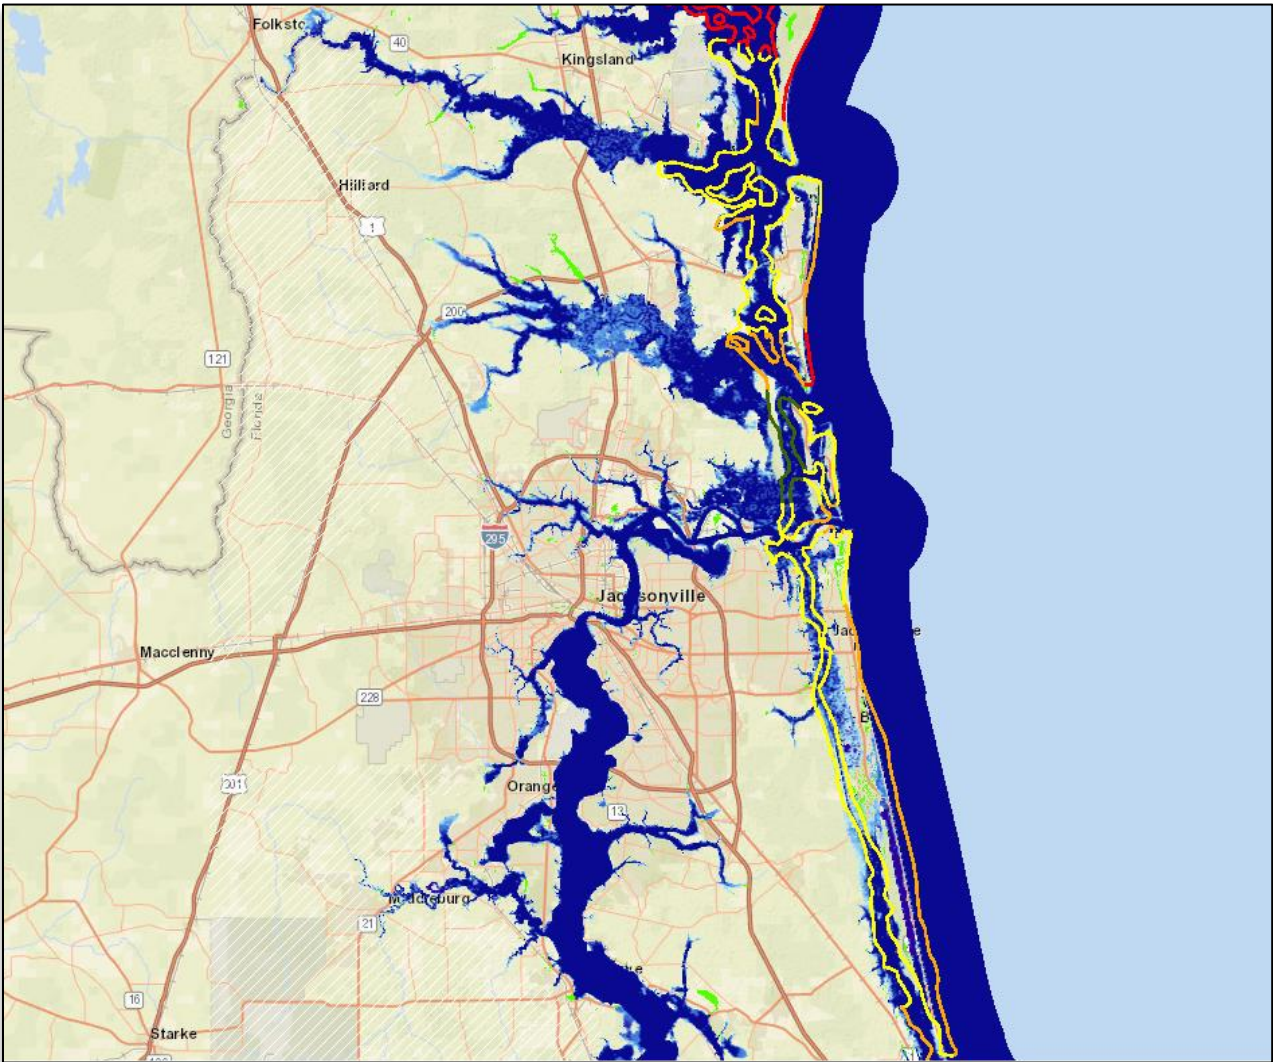 Folksto
40
Kingsland
Hilliard
1
200
121
Georgia
Florida
295
Jacksonville
Macclenny
228
301
Orange
13
Middleburg
21
16
Starke